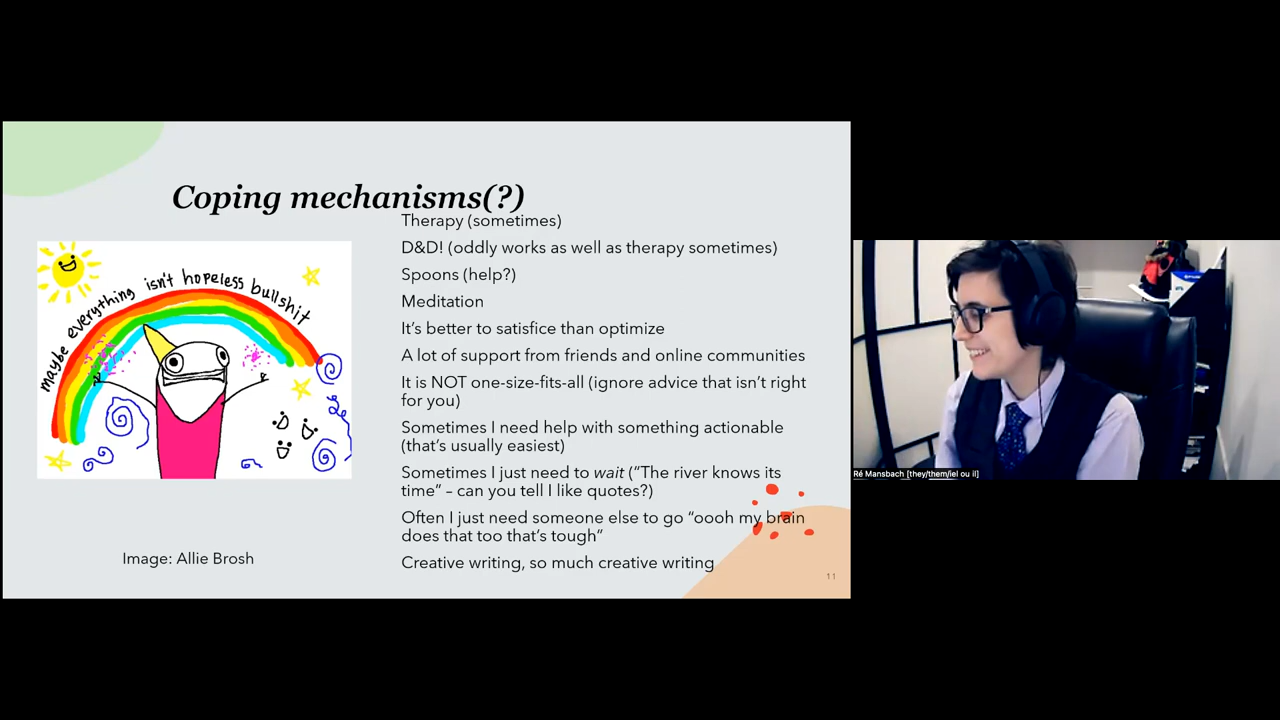 Coping mechanisms(?)
maybe everything isn't hopeless bullshit
Image: Allie Brosh
Therapy (sometimes)
D&D! (oddly works as well as therapy sometimes)
Spoons (help?)
Meditation
It's better to satisfice than optimize
A lot of support from friends and online communities
It is NOT one-size-fits-all (ignore advice that isn't right
for you)
Sometimes I need help with something actionable
(that's usually easiest)
Sometimes I just need to wait ("The river knows its
time" – can you tell I like quotes?)
Often I just need someone else to go "oooh my brain
does that too that's tough"
Creative writing, so much creative writing
11
Ré Mansbach [they/them/iel ou il]